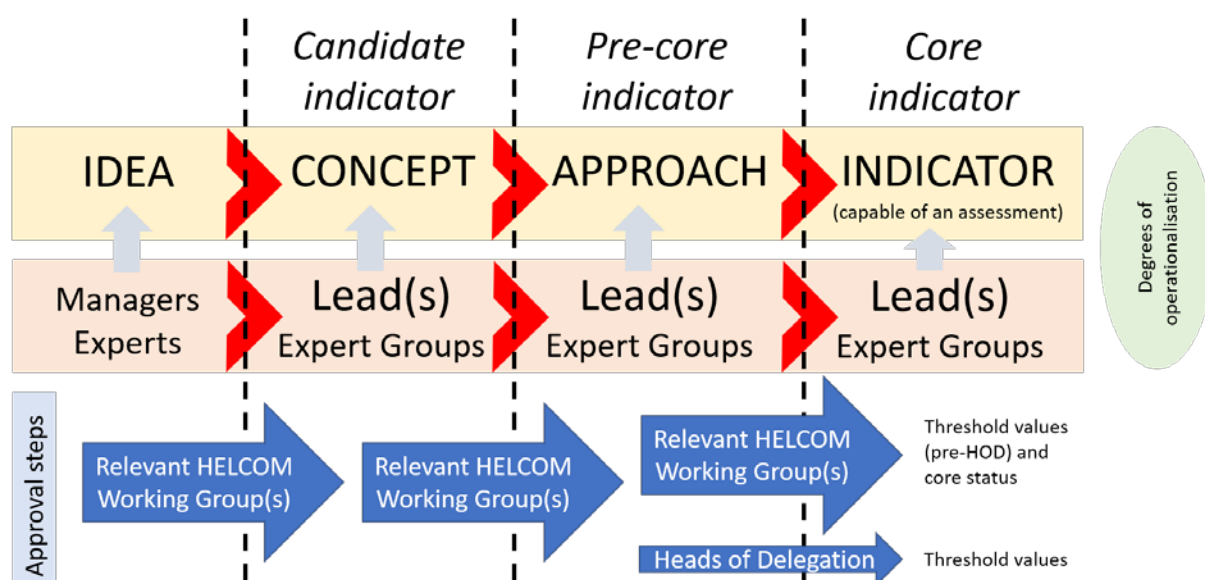 Candidate
indicator
Pre-core
indicator
Core
indicator
IDEA
CONCEPT
APPROACH
INDICATOR
(capable of an assessment)
Managers
Experts
Lead(s)
Expert Groups
Lead(s)
Expert Groups
Lead(s)
Expert Groups
Degrees of
operationalisation
Approval steps
Relevant HELCOM
Working Group(s)
Relevant HELCOM
Working Group(s)
Relevant HELCOM
Working Group(s)
Threshold values
(pre-HOD) and
core status
Heads of Delegation
Threshold values